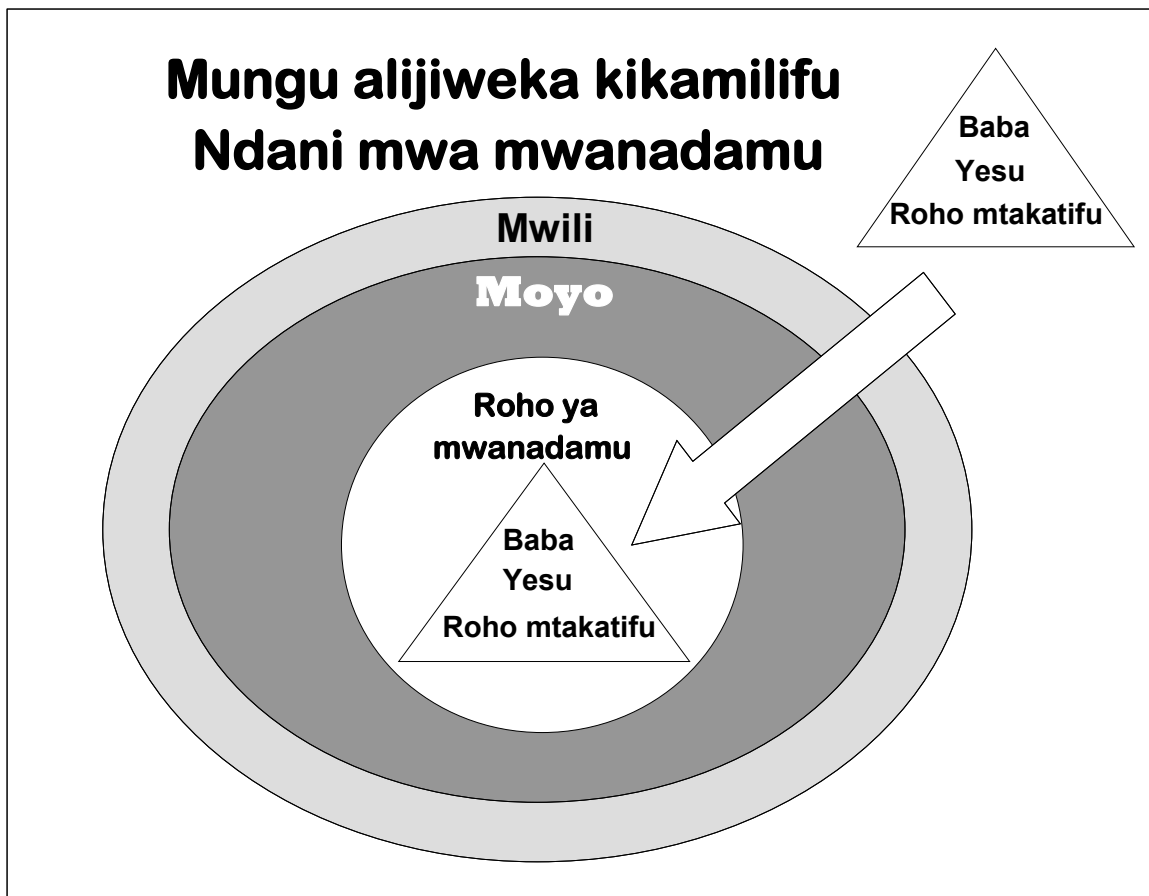 Mungu alijiweka kikamilifu
Ndani mwa mwanadamu
Baba
Yesu
Roho mtakatifu
Mwili
Moyo
Roho ya
mwanadamu
Baba
Yesu
Roho mtakatifu